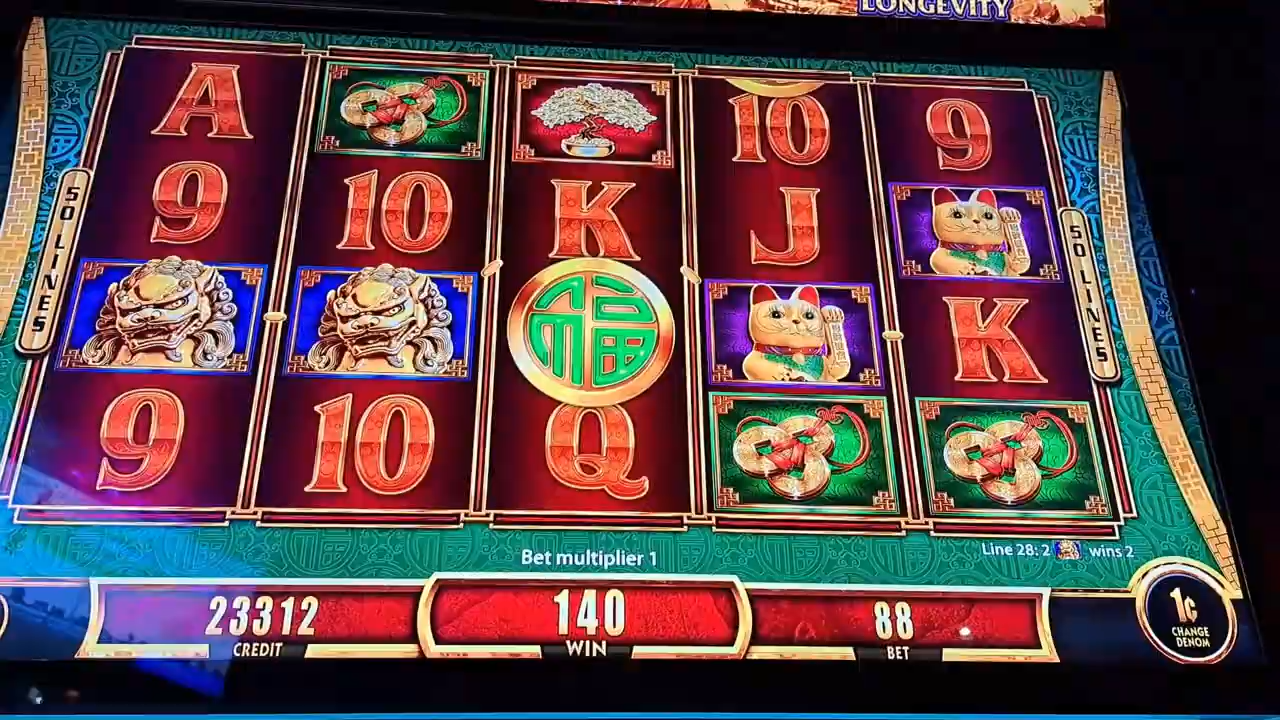 LONGEVITY
A
10
9
9
10
K
J
50 LINES
50 LINES
福
K
9
10
Q
Bet multiplier 1
Line 28: 2 wins 2
23312
CREDIT
140
WIN
88
BET
1¢
CHANGE
DENOM